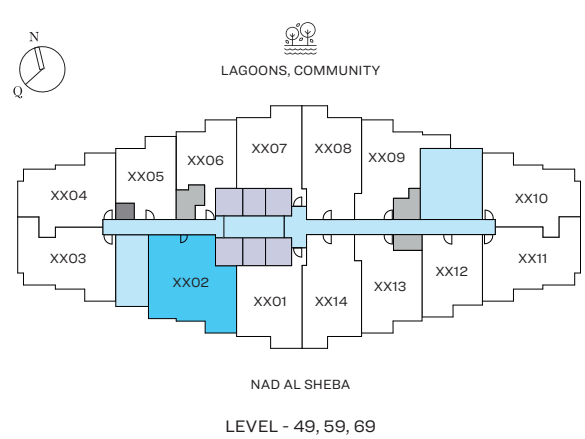 N
Q
LAGOONS, COMMUNITY
XX07
XX08
XX06
XX09
XX05
XX04
XX10
XX03
XX11
XX12
XX02
XX13
XX01
XX14
NAD AL SHEBA
LEVEL - 49, 59, 69